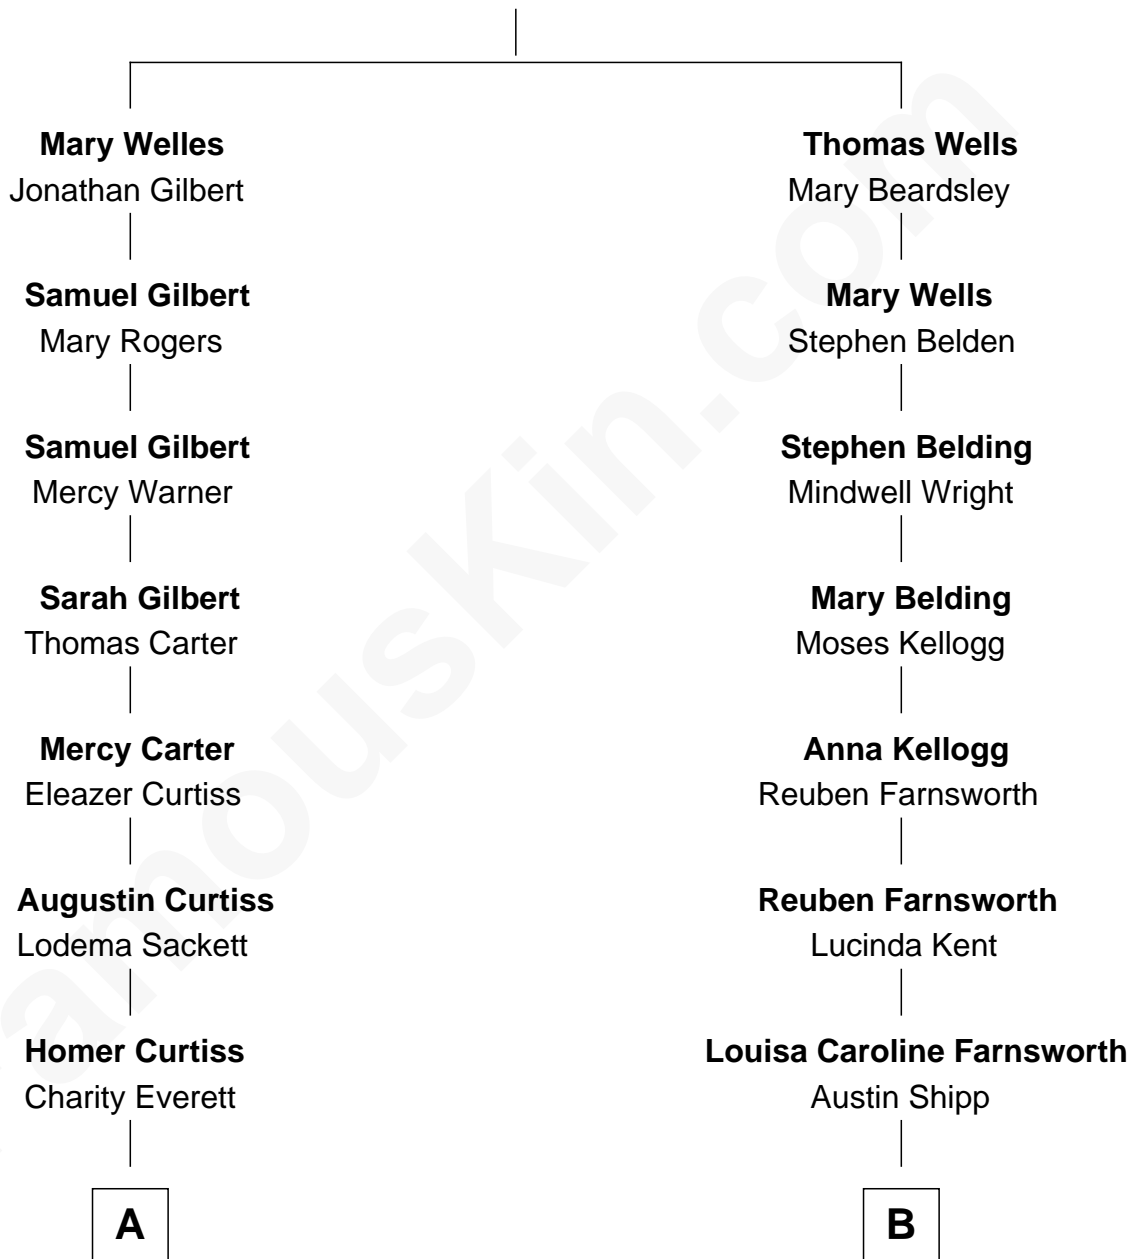 Mary Welles
Jonathan Gilbert
Samuel Gilbert
Mary Rogers
Samuel Gilbert
Mercy Warner
Sarah Gilbert
Thomas Carter
Mercy Carter
Eleazer Curtiss
Augustin Curtiss
Lodema Sackett
Homer Curtiss
Charity Everett
A
Thomas Wells
Mary Beardsley
Mary Wells
Stephen Belden
Stephen Belding
Mindwell Wright
Mary Belding
Moses Kellogg
Anna Kellogg
Reuben Farnsworth
Reuben Farnsworth
Lucinda Kent
Louisa Caroline Farnsworth
Austin Shipp
B
amouskin.com